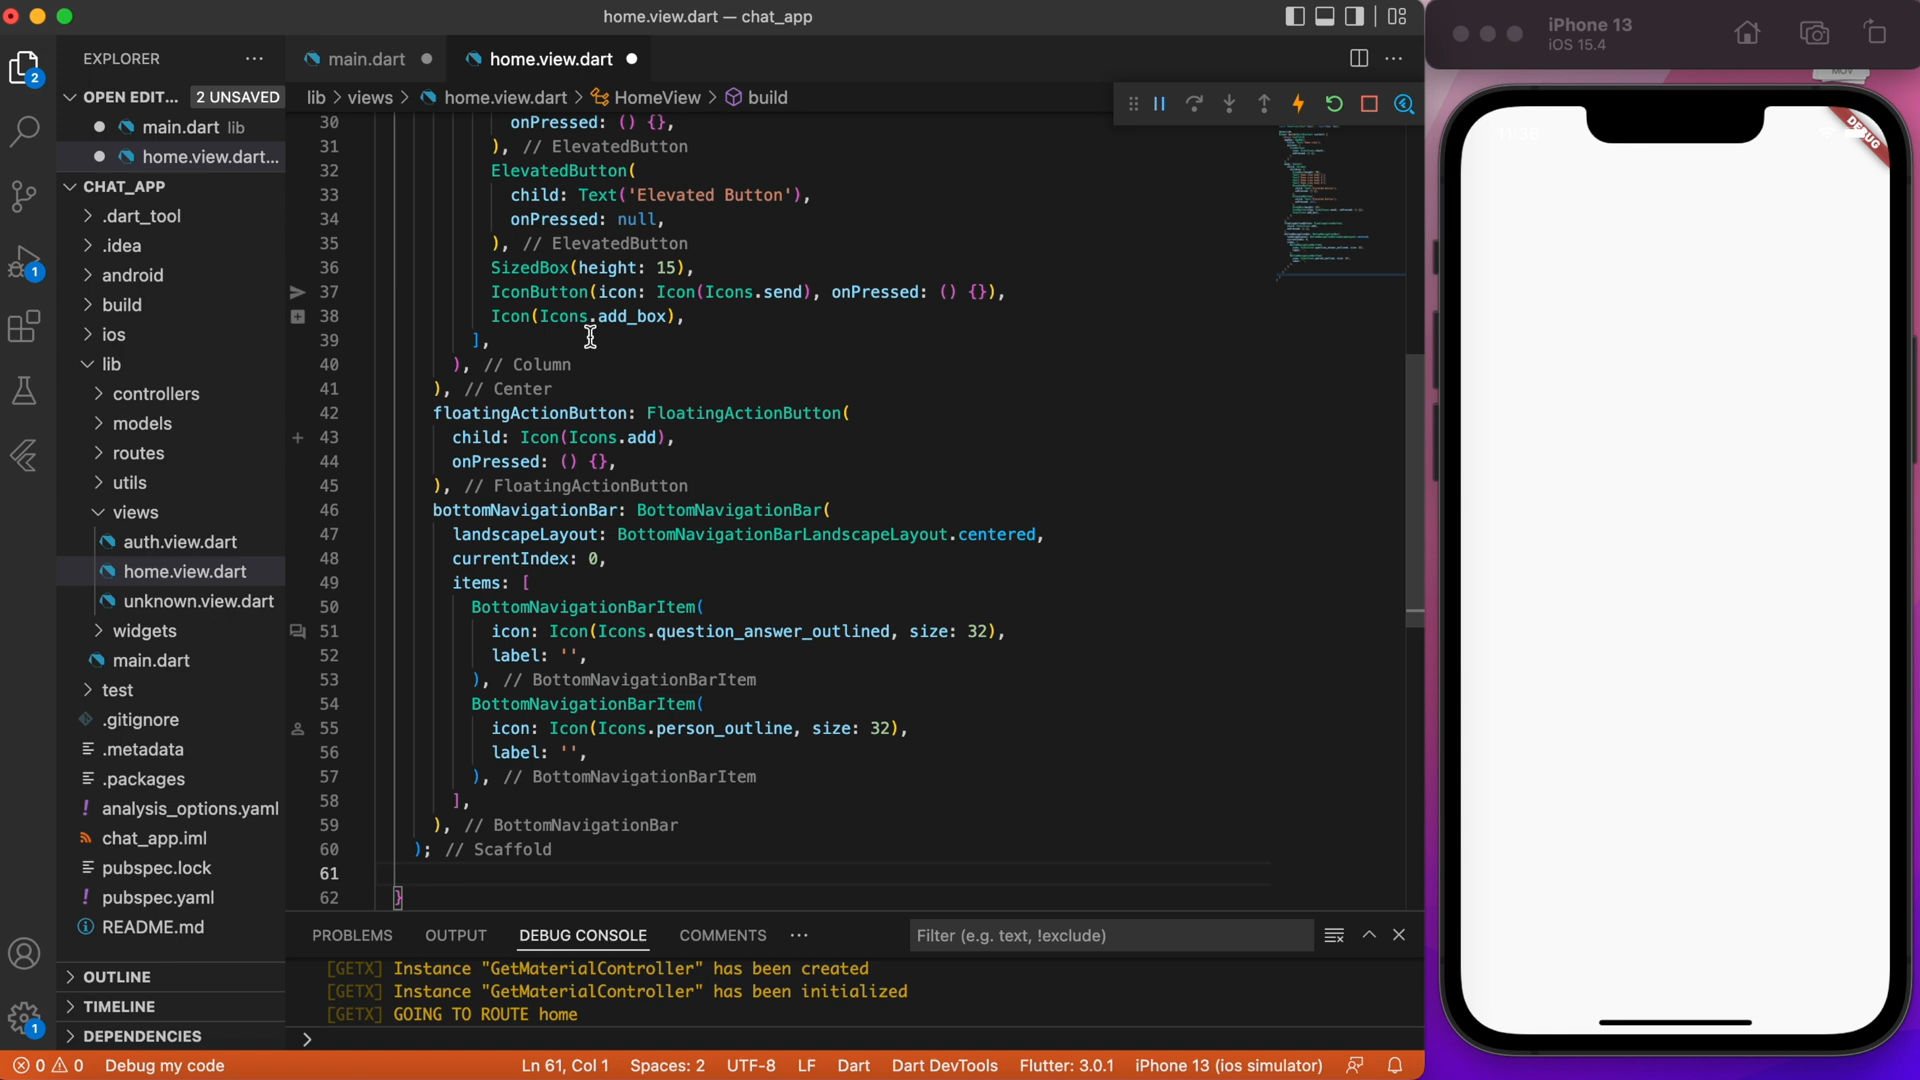 home.view.dart — chat_app
EXPLORER
OPEN EDIT... 2 UNSAVED
main.dart lib
home.view.dart...
CHAT_APP
.dart_tool
.idea
android
build
ios
lib
controllers
models
routes
utils
views
auth.view.dart
home.view.dart
unknown.view.dart
widgets
main.dart
test
.gitignore
.metadata
.packages
analysis_options.yaml
chat_app.iml
pubspec.lock
pubspec.yaml
README.md
OUTLINE
TIMELINE
DEPENDENCIES
2
1
1
main.dart
home.view.dart
lib > views > home.view.dart > HomeView > build
30 onPressed: () {},
31 ), // ElevatedButton
32 ElevatedButton(
33 child: Text('Elevated Button'),
34 onPressed: null,
35 ), // ElevatedButton
36 SizedBox(height: 15),
37 IconButton(icon: Icon(Icons.send), onPressed: () {}),
38 Icon(Icons.add_box),
39 ],
40 ), // Column
41 ), // Center
42 floatingActionButton: FloatingActionButton(
43 child: Icon(Icons.add),
44 onPressed: () {},
45 ), // FloatingActionButton
46 bottomNavigationBar: BottomNavigationBar(
47 landscapeLayout: BottomNavigationBarLandscapeLayout.centered,
48 currentIndex: 0,
49 items: [
50 BottomNavigationBarItem(
51 icon: Icon(Icons.question_answer_outlined, size: 32),
52 label: '',
53 ), // BottomNavigationBarItem
54 BottomNavigationBarItem(
55 icon: Icon(Icons.person_outline, size: 32),
56 label: '',
57 ), // BottomNavigationBarItem
58 ],
59 ), // BottomNavigationBar
60 ); // Scaffold
61
62 }
PROBLEMS OUTPUT DEBUG CONSOLE COMMENTS
Filter (e.g. text, !exclude)
[GETX] Instance "GetMaterialController" has been created
[GETX] Instance "GetMaterialController" has been initialized
[GETX] GOING TO ROUTE home
0 0 Debug my code
Ln 61, Col 1 Spaces: 2 UTF-8 LF Dart Dart DevTools Flutter: 3.0.1 iPhone 13 (ios simulator)
iPhone 13
iOS 15.4
MOV
DEBUG